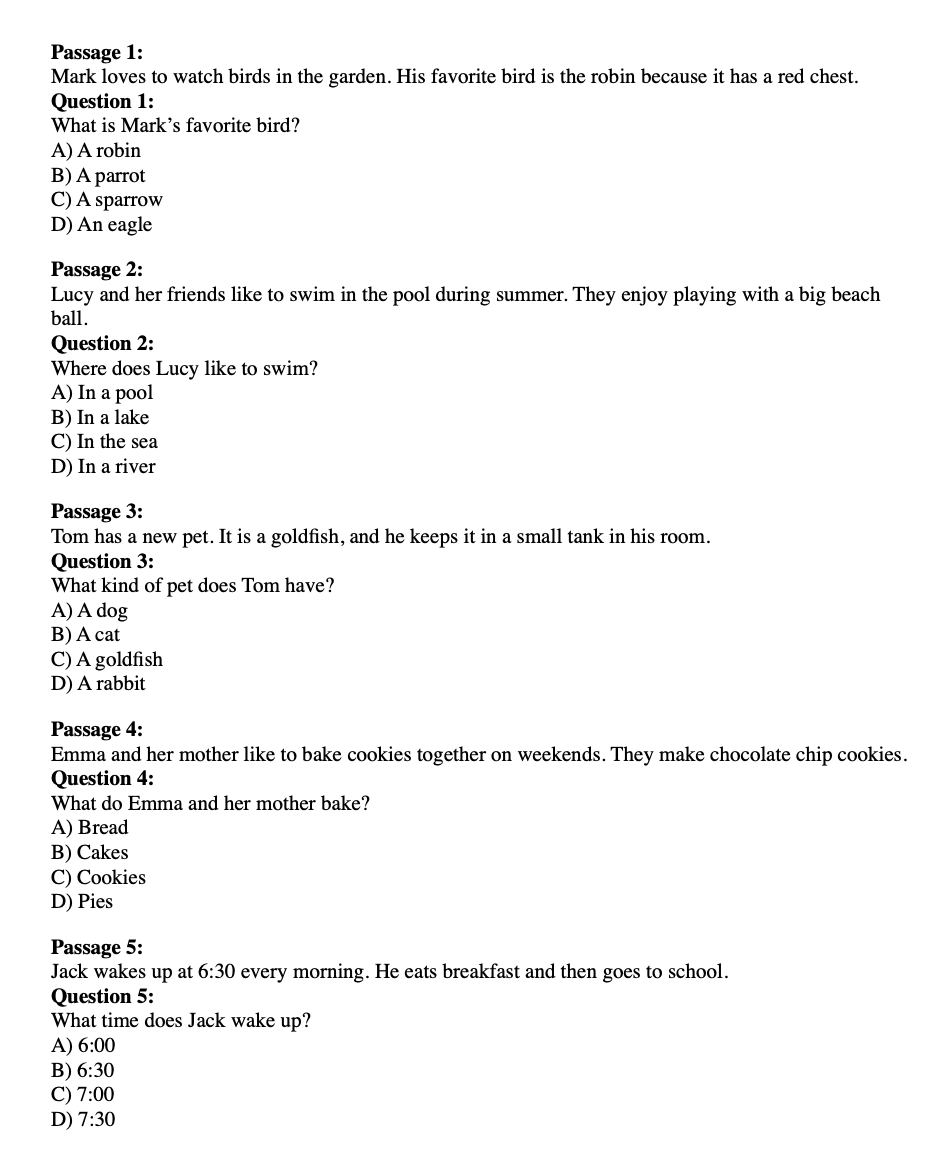 Passage 1:
Mark loves to watch birds in the garden. His favorite bird is the robin because it has a red chest.
Question 1:
What is Mark’s favorite bird?
A) A robin
B) A parrot
C) A sparrow
D) An eagle
Passage 2:
Lucy and her friends like to swim in the pool during summer. They enjoy playing with a big beach
ball.
Question 2:
Where does Lucy like to swim?
A) In a pool
B) In a lake
C) In the sea
D) In a river
Passage 3:
Tom has a new pet. It is a goldfish, and he keeps it in a small tank in his room.
Question 3:
What kind of pet does Tom have?
A) A dog
B) A cat
C) A goldfish
D) A rabbit
Passage 4:
Emma and her mother like to bake cookies together on weekends. They make chocolate chip cookies.
Question 4:
What do Emma and her mother bake?
A) Bread
B) Cakes
C) Cookies
D) Pies
Passage 5:
Jack wakes up at 6:30 every morning. He eats breakfast and then goes to school.
Question 5:
What time does Jack wake up?
A) 6:00
B) 6:30
C) 7:00
D) 7:30